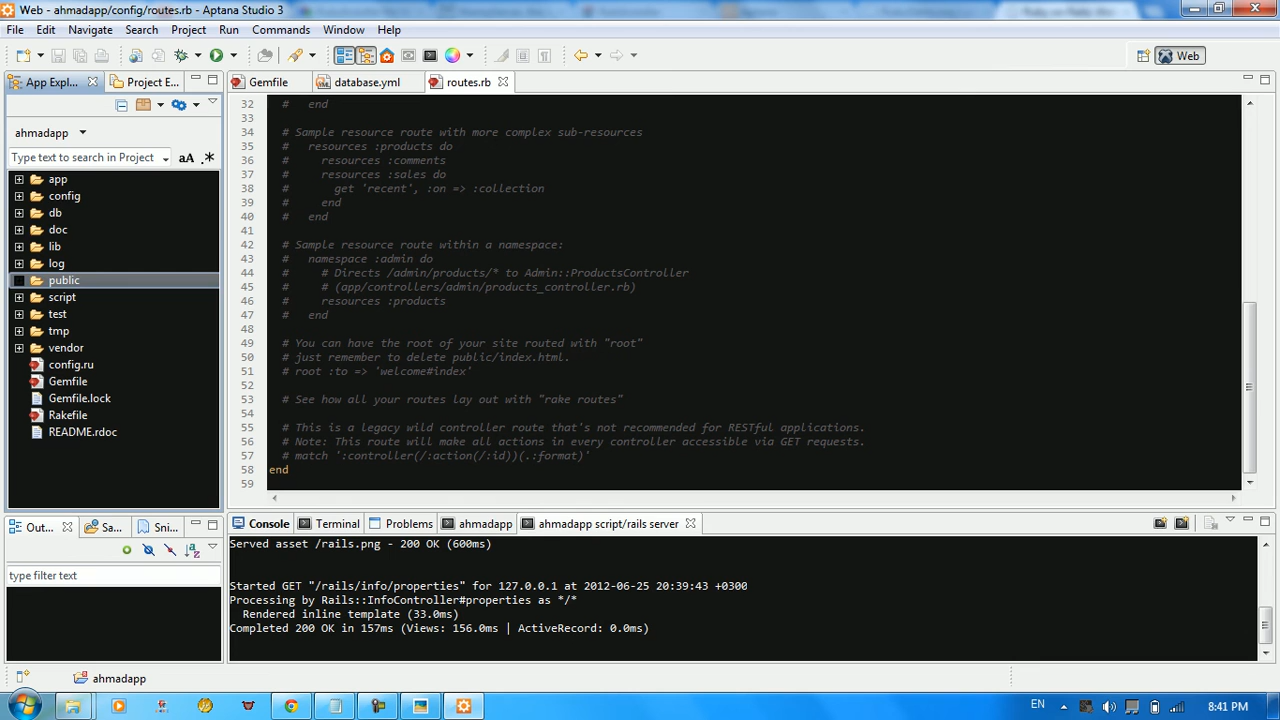 Web - ahmadapp/config/routes.rb - Aptana Studio 3
File Edit Navigate Search Project Run Commands Window Help
Web
App Expl... Project E...
Gemfile database.yml routes.rb
ahmadapp
Type text to search in Project aA .*
app
config
db
doc
lib
log
public
script
test
tmp
vendor
config.ru
Gemfile
Gemfile.lock
Rakefile
README.rdoc
32 # end
33
34 # Sample resource route with more complex sub-resources
35 # resources :products do
36 # resources :comments
37 # resources :sales do
38 # get 'recent', :on => :collection
39 # end
40 # end
41
42 # Sample resource route within a namespace:
43 # namespace :admin do
44 # # Directs /admin/products/* to Admin::ProductsController
45 # # (app/controllers/admin/products_controller.rb)
46 # resources :products
47 # end
48
49 # You can have the root of your site routed with "root"
50 # just remember to delete public/index.html.
51 # root :to => 'welcome#index'
52
53 # See how all your routes lay out with "rake routes"
54
55 # This is a legacy wild controller route that's not recommended for RESTful applications.
56 # Note: This route will make all actions in every controller accessible via GET requests.
57 # match ':controller(/:action(/:id))(.:format)'
58 end
59
Out... Sa... Sni...
type filter text
Console Terminal Problems ahmadapp ahmadapp script/rails server
Served asset /rails.png - 200 OK (600ms)
Started GET "/rails/info/properties" for 127.0.0.1 at 2012-06-25 20:39:43 +0300
Processing by Rails::InfoController#properties as */*
Rendered inline template (33.0ms)
Completed 200 OK in 157ms (Views: 156.0ms | ActiveRecord: 0.0ms)
ahmadapp
EN 8:41 PM